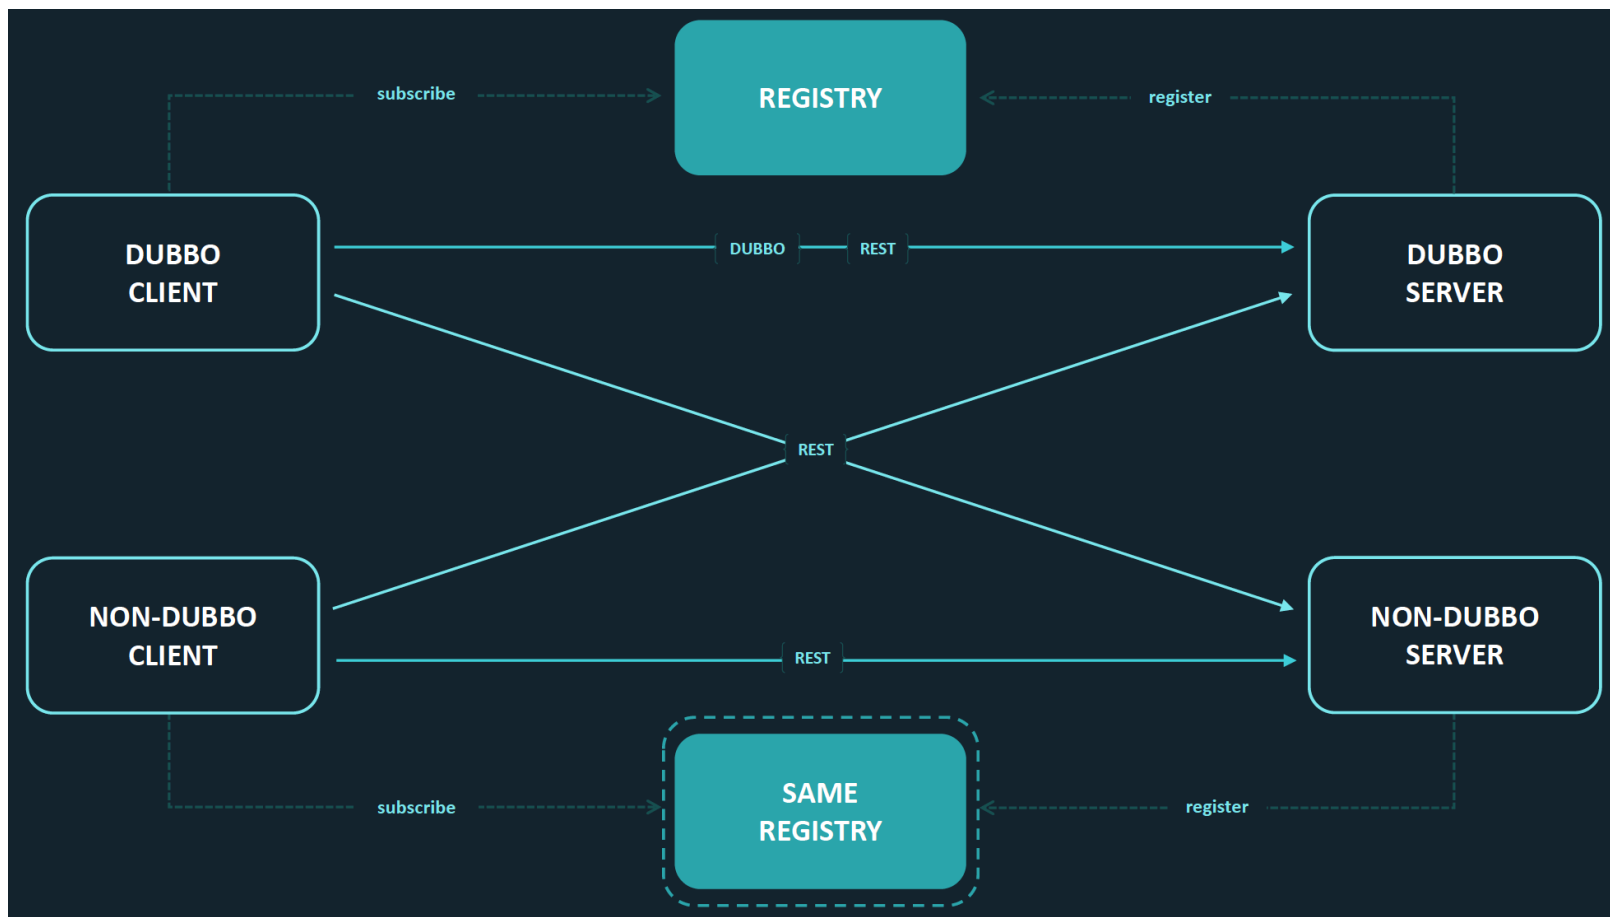 REGISTRY
subscribe
register
DUBBO
CLIENT
DUBBO
REST
DUBBO
SERVER
REST
NON-DUBBO
CLIENT
REST
NON-DUBBO
SERVER
subscribe
SAME
REGISTRY
register